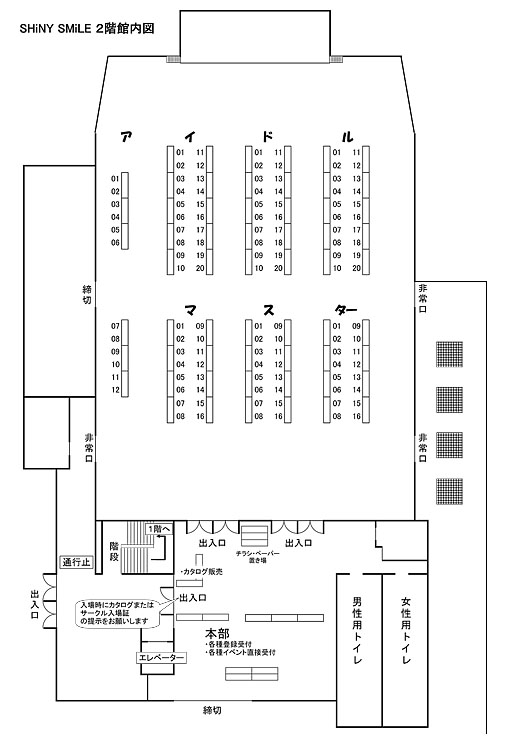 SHiNY SMiLE 2階館内図
ア イ ド ル
01 11 01 11 01 11
02 12 02 12 02 12
01 03 13 03 13 03 13
02 04 14 04 14 04 14
03 05 15 05 15 05 15
04 06 16 06 16 06 16
05 07 17 07 17 07 17
06 08 18 08 18 08 18
09 19 09 19 09 19
10 20 10 20 10 20
締切
非常口
マ ス ター
07 01 09 01 09 01 09
08 02 10 02 10 02 10
09 03 11 03 11 03 11
10 04 12 04 12 04 12
11 05 13 05 13 05 13
12 06 14 06 14 06 14
07 15 07 15 07 15
08 16 08 16 08 16
非常口
非常口
1階へ
階段
出入口
チラシ・ペーパー
置き場
出入口
通行止
・カタログ販売
出入口
出入口
入場時にカタログまたは
サークル入場証
の提示をお願いします
本部
・各種登録受付
・各種イベント直接受付
エレベーター
男性用トイレ
女性用トイレ
締切